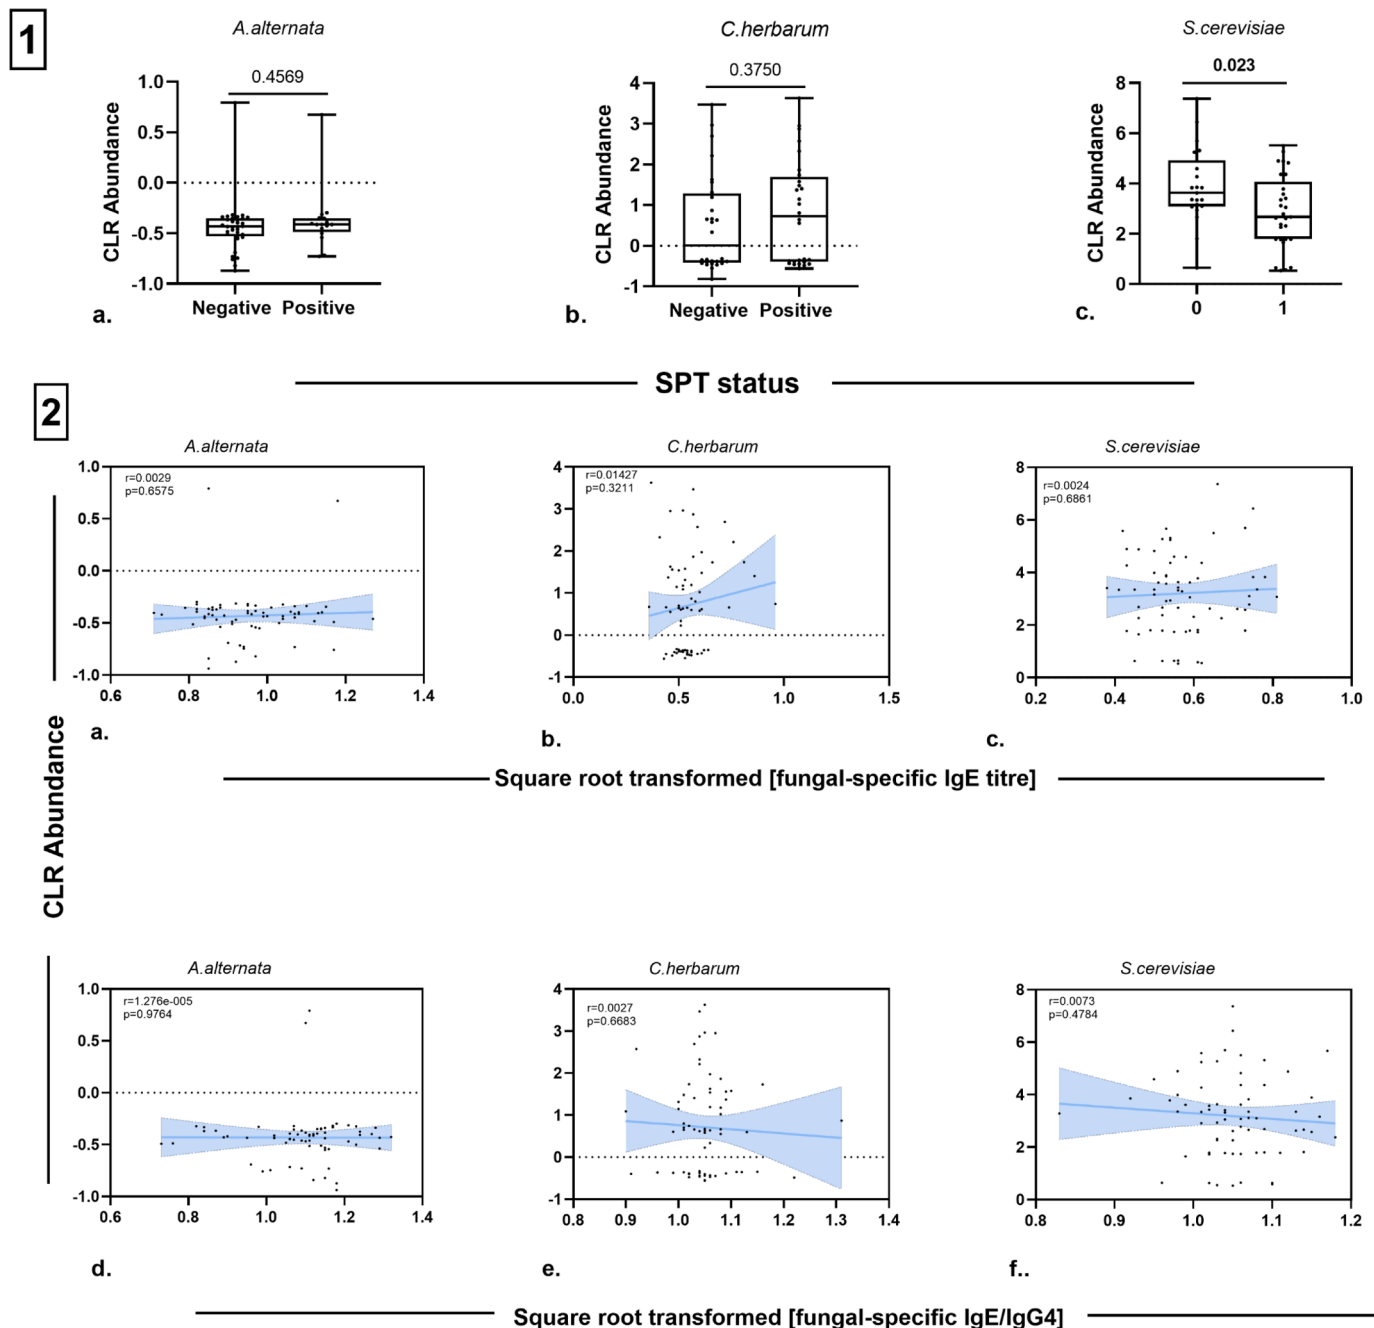 1
A.alternata
C.herbarum
S.cerevisiae
0.4569
0.3750
0.023
CLR Abundance
1.0
0.5
0.0
-0.5
-1.0
Negative Positive
a.
CLR Abundance
4
3
2
1
0
-1
Negative Positive
b.
CLR Abundance
8
6
4
2
0
0 1
c.
SPT status
2
CLR Abundance
A.alternata
r=0.0029
p=0.6575
1.0
0.5
0.0
-0.5
-1.0
0.6 0.8 1.0 1.2 1.4
a.
C.herbarum
r=0.01427
p=0.3211
4
3
2
1
0
-1
0.0 0.5 1.0 1.5
b.
S.cerevisiae
r=0.0024
p=0.6861
8
6
4
2
0
0.2 0.4 0.6 0.8 1.0
c.
Square root transformed [fungal-specific IgE titre]
A.alternata
r=1.276e-005
p=0.9764
1.0
0.5
0.0
-0.5
-1.0
0.6 0.8 1.0 1.2 1.4
d.
C.herbarum
r=0.0027
p=0.6683
4
3
2
1
0
-1
0.8 0.9 1.0 1.1 1.2 1.3 1.4
e.
S.cerevisiae
r=0.0073
p=0.4784
8
6
4
2
0
0.8 0.9 1.0 1.1 1.2
f..
Square root transformed [fungal-specific IgE/IgG4]